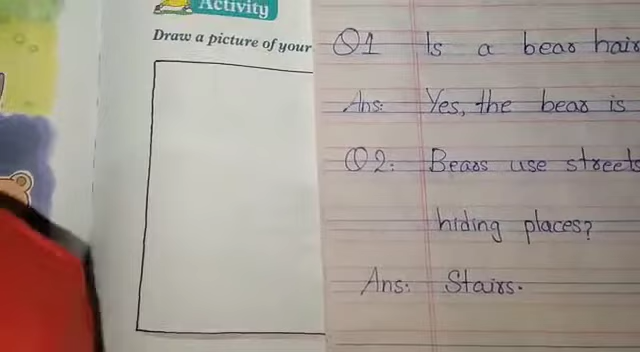 Activity
Draw a picture of your
Q1 Is a bear hair
Ans: Yes, the bear is
Q2: Bears use streets
hiding places?
Ans: Stairs.